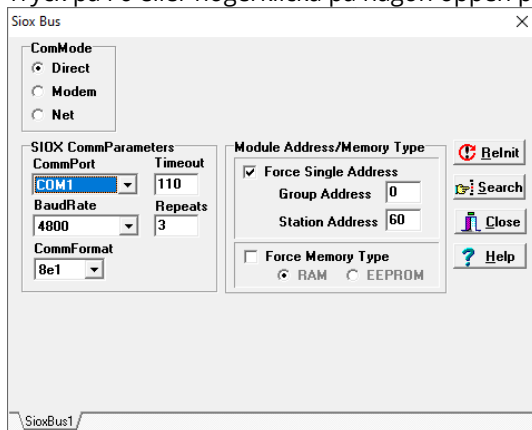 Siox Bus
ComMode
Direct
Modem
Net
SIOX CommParameters
CommPort Timeout
COM1 110
BaudRate Repeats
4800 3
CommFormat
8e1
Module Address/Memory Type
Force Single Address
Group Address 0
Station Address 60
Force Memory Type
RAM EEPROM
ReInit
Search
Close
Help
SioxBus1